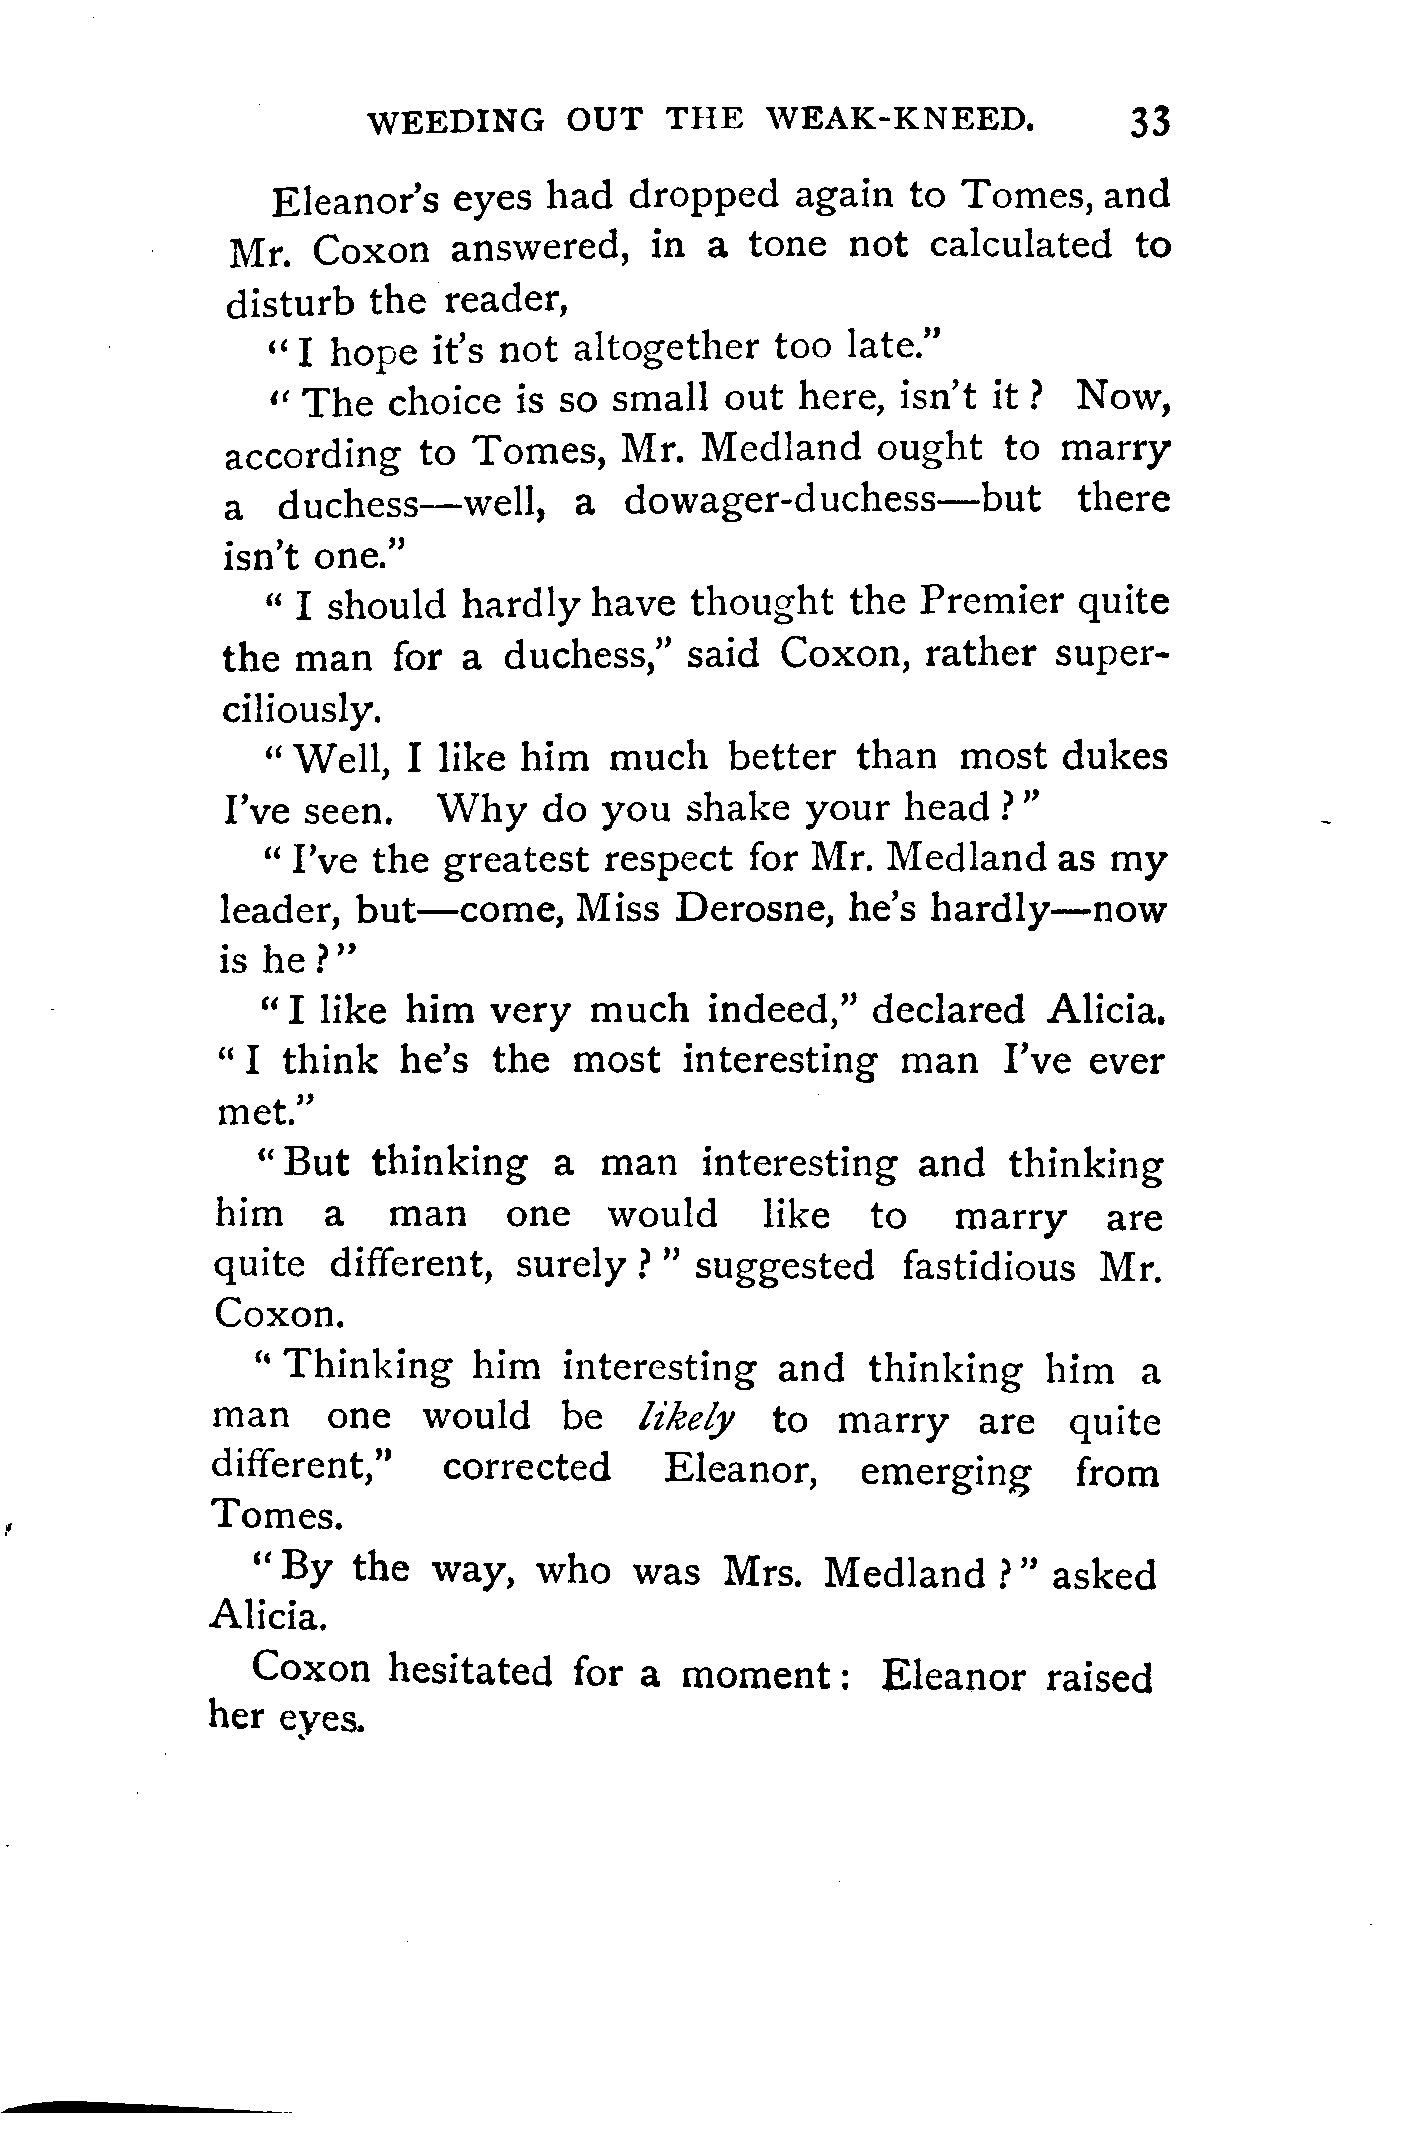 WEEDING OUT THE WEAK-KNEED. 33
Eleanor's eyes had dropped again to Tomes, and
Mr. Coxon answered, in a tone not calculated to
disturb the reader,
"I hope it's not altogether too late."
"The choice is so small out here, isn't it? Now,
according to Tomes, Mr. Medland ought to marry
a duchess—well, a dowager-duchess—but there
isn't one."
"I should hardly have thought the Premier quite
the man for a duchess," said Coxon, rather super-
ciliously.
"Well, I like him much better than most dukes
I've seen. Why do you shake your head?"
"I've the greatest respect for Mr. Medland as my
leader, but—come, Miss Derosne, he's hardly—now
is he?"
"I like him very much indeed," declared Alicia.
"I think he's the most interesting man I've ever
met."
"But thinking a man interesting and thinking
him a man one would like to marry are
quite different, surely?" suggested fastidious Mr.
Coxon.
"Thinking him interesting and thinking him a
man one would be likely to marry are quite
different," corrected Eleanor, emerging from
Tomes.
"By the way, who was Mrs. Medland?" asked
Alicia.
Coxon hesitated for a moment: Eleanor raised
her eyes.